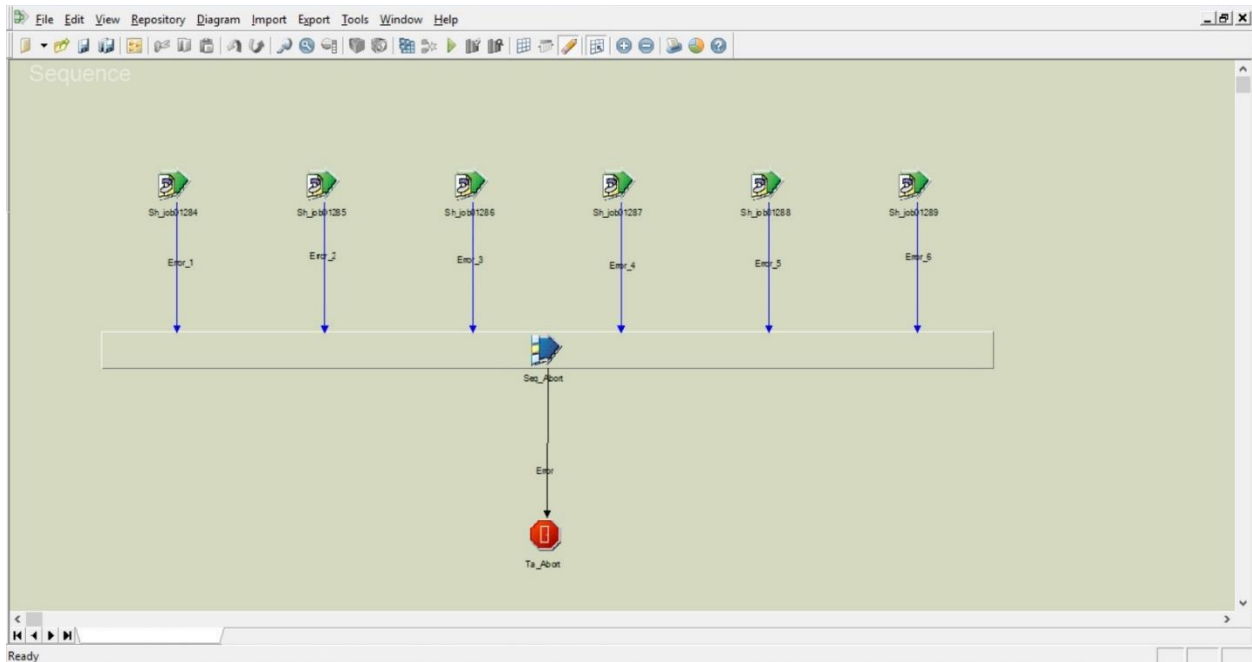 File Edit View Repository Diagram Import Export Tools Window Help
Sequence
Sh_job01284 Sh_job01285 Sh_job01286 Sh_job01287 Sh_job01288 Sh_job01289
Error_1 Error_2 Error_3 Error_4 Error_5 Error_6
Seq_Abort
Error
Ta_Abort
Ready